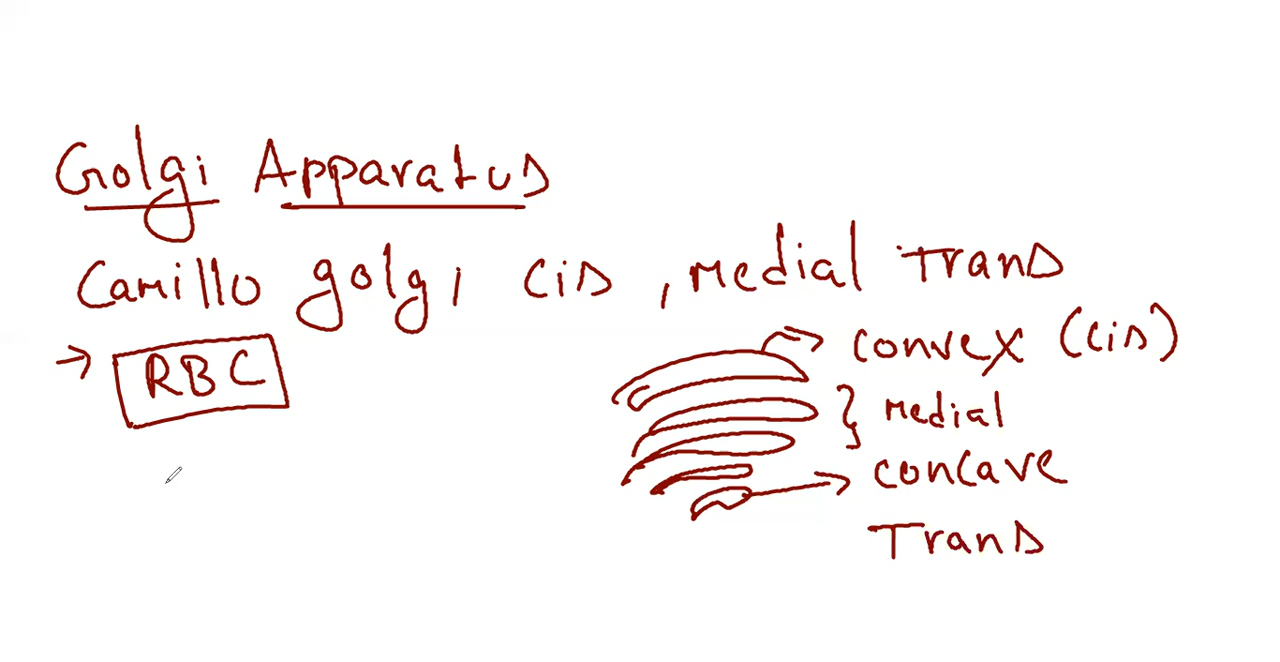 Golgi Apparatus
Camillo golgi cis , Medial Trans
→ RBC
convex (cis)
Medial
concave
Trans